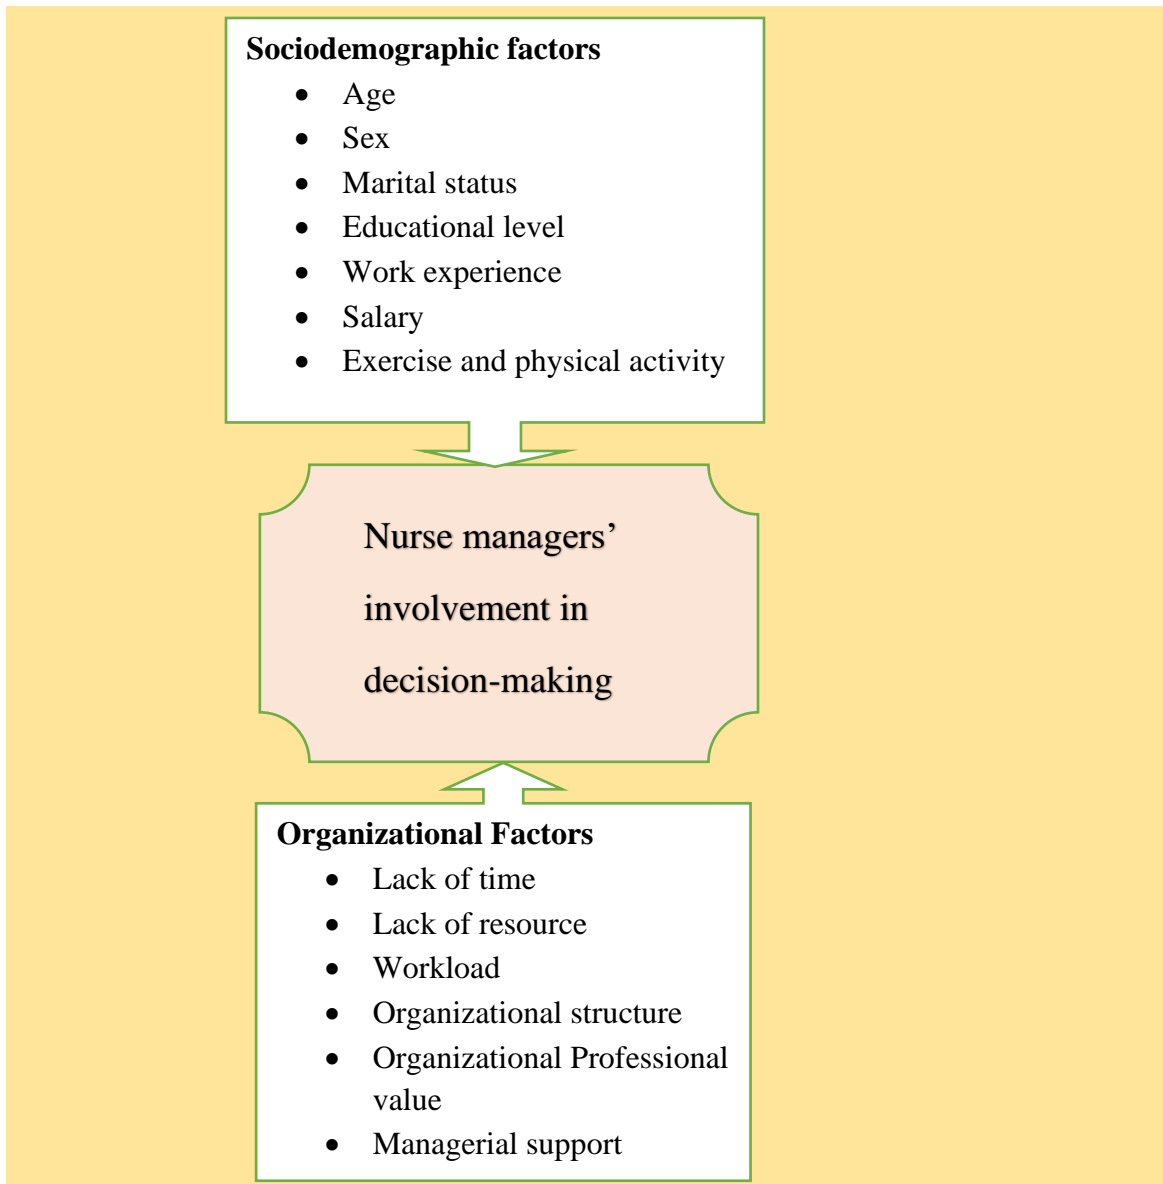 Sociodemographic factors
• Age
• Sex
• Marital status
• Educational level
• Work experience
• Salary
• Exercise and physical activity
Nurse managers’
involvement in
decision-making
Organizational Factors
• Lack of time
• Lack of resource
• Workload
• Organizational structure
• Organizational Professional
value
• Managerial support